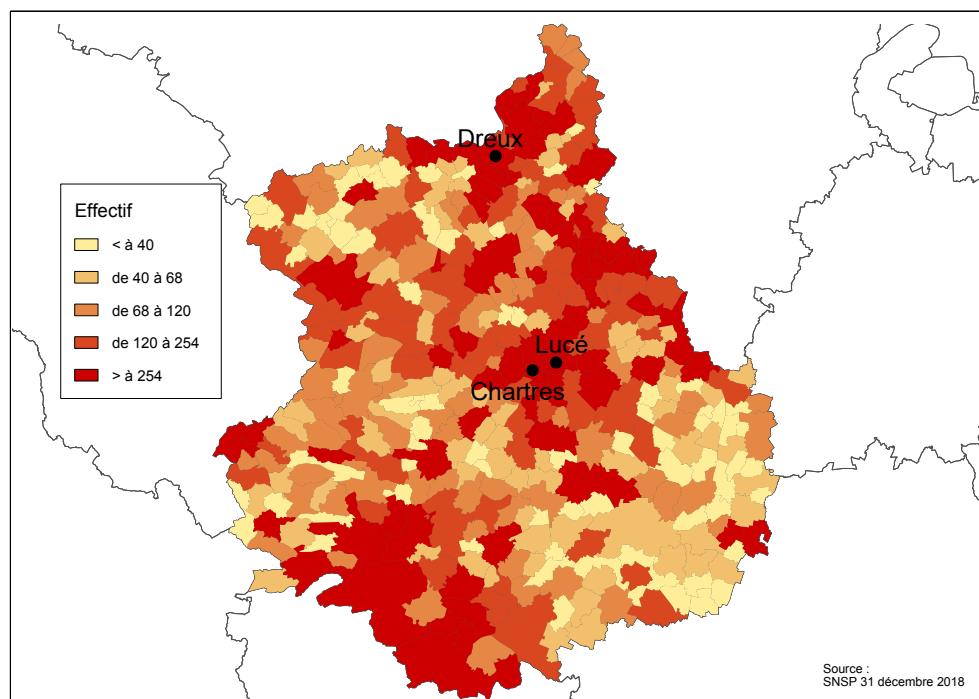 Dreux
Effectif
< à 40
de 40 à 68
de 68 à 120
de 120 à 254
> à 254
Lucé
Chartres
Source :
SNSP 31 décembre 2018